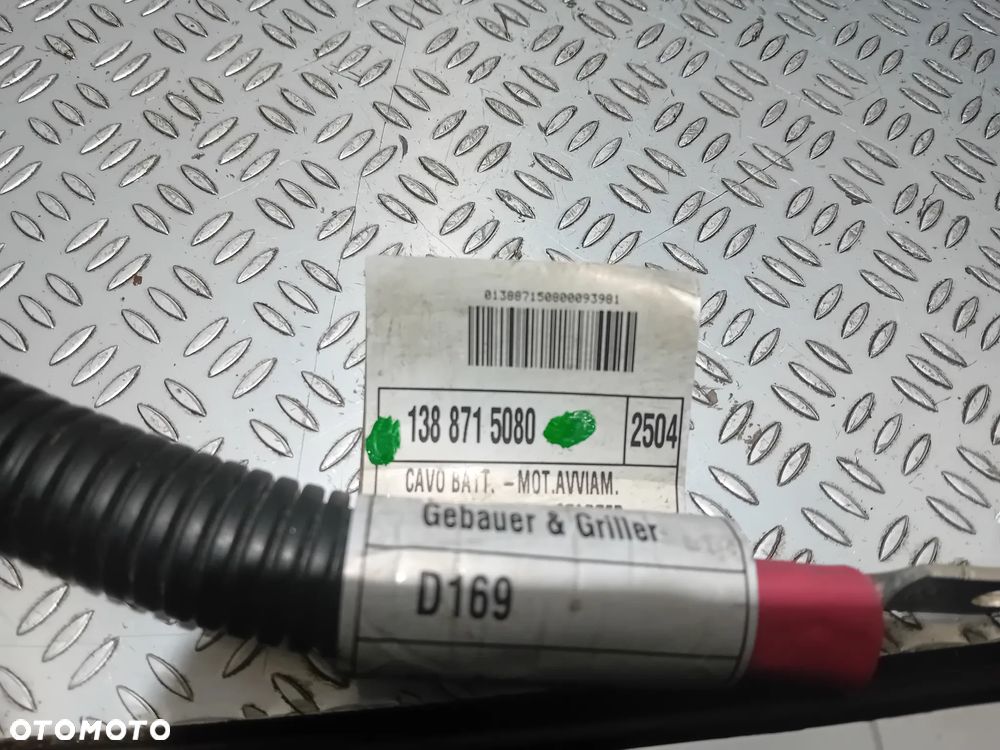 013887150800093981
138 871 5080
2504
CAVO BATT. - MOT.AVVIAM.
Gebauer & Griller
D169
OTOMOTO